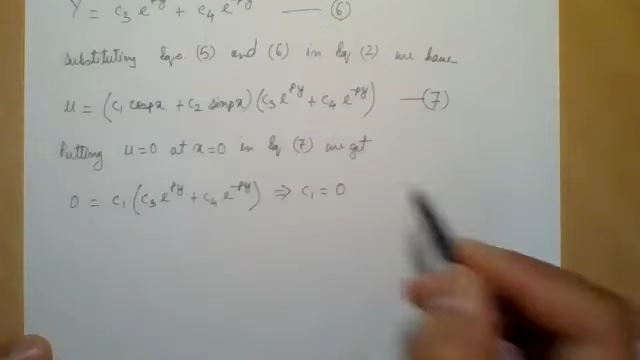 Y = c₃ e^{py} + c₄ e^{-py} —— (6)
Substituting Eqs (5) and (6) in Eq (2) we have
u = (c₁ cospx + c₂ sinpx)(c₃e^{py} + c₄ e^{-py}) —(7)
Putting u=0 at x=0 in Eq (7) we get
0 = c₁ (c₃e^{py} + c₄ e^{-py}) ⇒ c₁ = 0